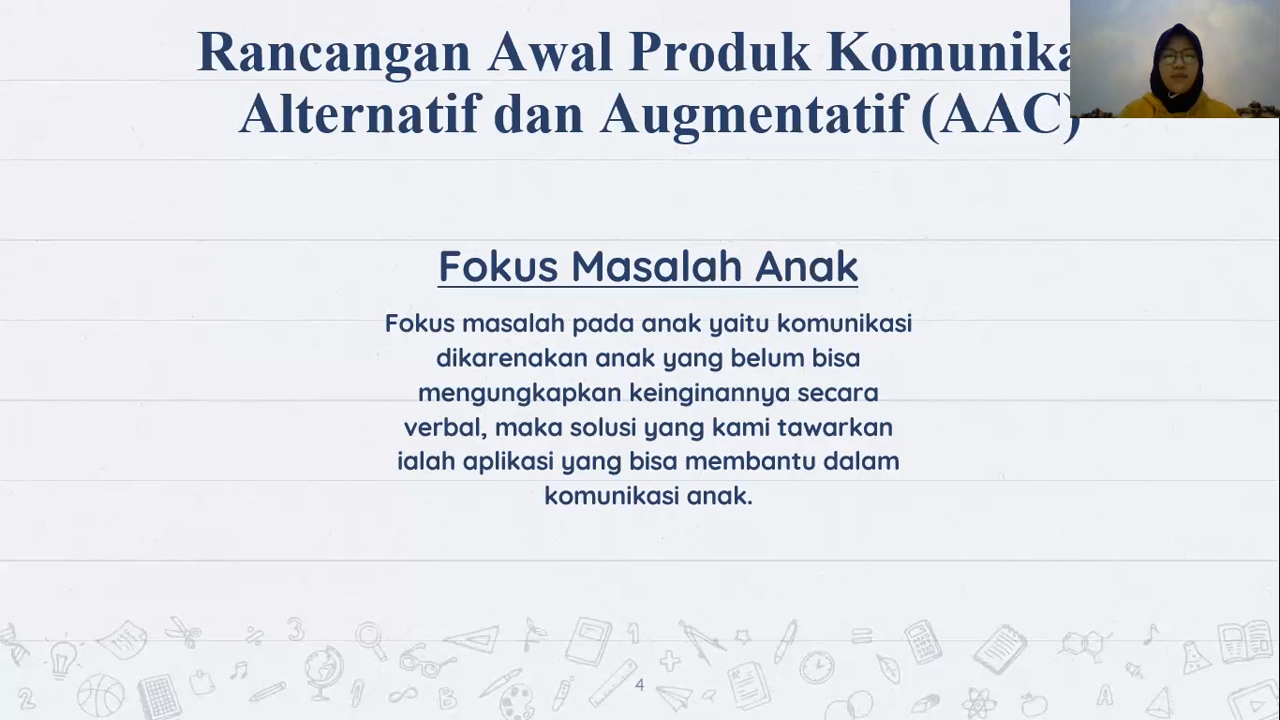 Rancangan Awal Produk Komunika
Alternatif dan Augmentatif (AAC)
Fokus Masalah Anak
Fokus masalah pada anak yaitu komunikasi
dikarenakan anak yang belum bisa
mengungkapkan keinginannya secara
verbal, maka solusi yang kami tawarkan
ialah aplikasi yang bisa membantu dalam
komunikasi anak.
4